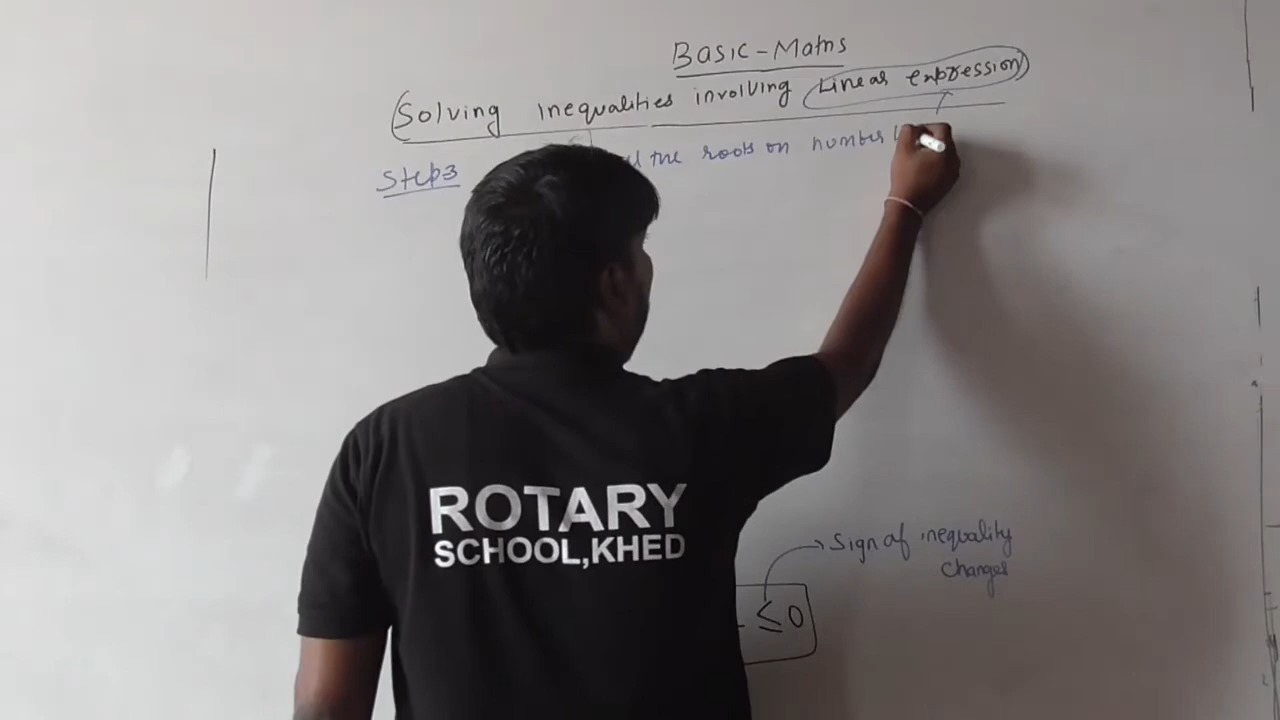 Basic-Maths
Solving inequalities involving Linear expression
Step3 the roots on number
ROTARY
SCHOOL,KHED
Sign of inequality
changes
≤ 0